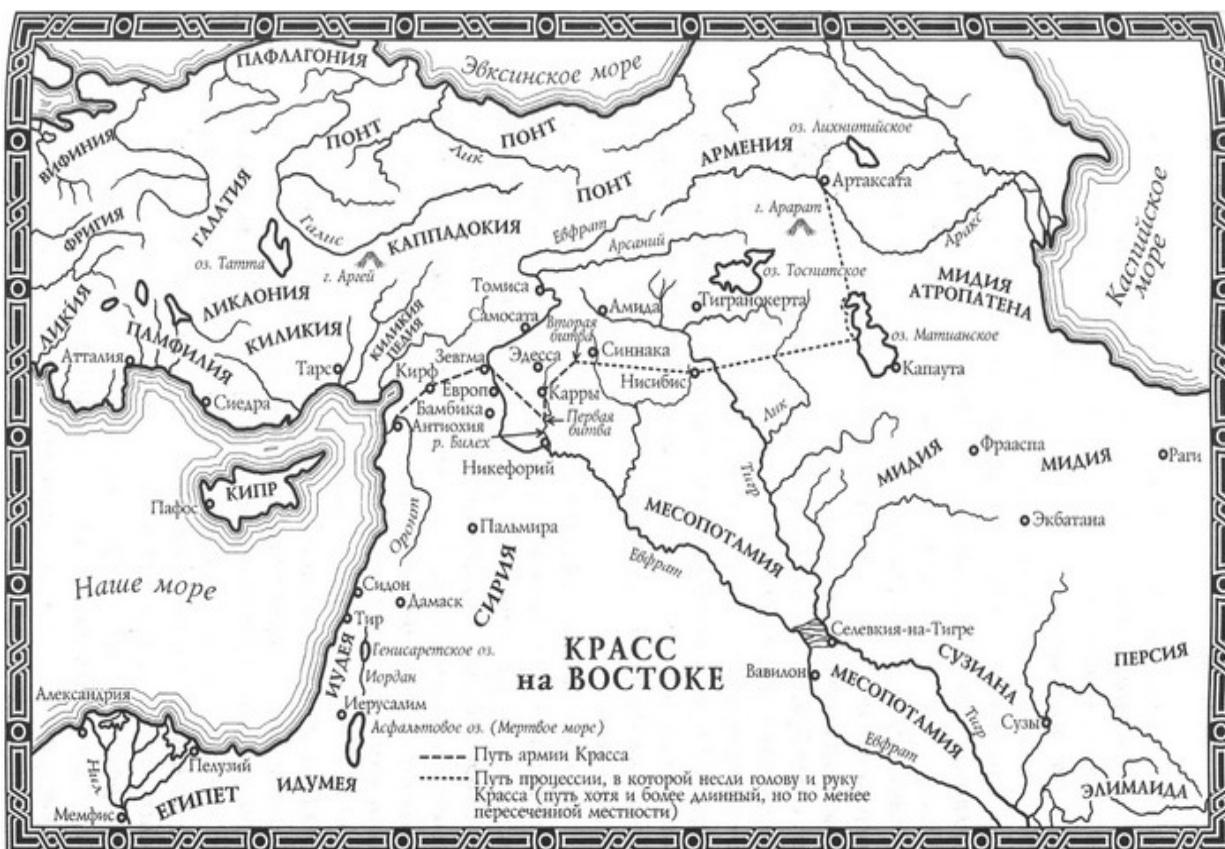 ПАФЛАГОНИЯ
Эвксинское море
ВИФИНИЯ
ПОНТ
ПОНТ
Лик
оз. Лихнитийское
АРМЕНИЯ
ПОНТ
Артаксата
ГАЛАТИЯ
ФРИГИЯ
Галис
Евфрат
г. Арарат
Каспийское
море
КАППАДОКИЯ
Арсаний
Аракс
оз. Татта
г. Аргей
оз. Тоспитское
МИДИЯ
АТРОПАТЕНА
ЛИКАОНИЯ
Томиса
Амида
Тигранокерта
ЛИКИЯ
КИЛИКИЯ
КИЛИКИЯ
ПЕДИЯ
Самосата
Вторая
битва
оз. Матианское
ПАМФИЛИЯ
Атталия
Тарс
Зевгма
Эдесса
Синнака
Нисибис
Капаута
Кирф
Сиедра
Европ
Карры
Бамбика
Антиохия
Первая
битва
Лик
р. Билех
Никефорий
МИДИЯ
Фрааспа
МИДИЯ
Раги
Тигр
КИПР
Пафос
Оронт
Пальмира
МЕСОПОТАМИЯ
Экбатана
Евфрат
СИРИЯ
Наше море
Сидон
Дамаск
Тир
Генисаретское оз.
ИУДЕЯ
Иордан
КРАСС
на ВОСТОКЕ
Селевкия-на-Тигре
Вавилон
СУЗИАНА
ПЕРСИЯ
МЕСОПОТАМИЯ
Александрия
Иерусалим
Асфальтовое оз. (Мертвое море)
Тигр
Сузы
Евфрат
Нил
Пелузий
Мемфис
ЕГИПЕТ
ИДУМЕЯ
ЭЛИМАИДА
Путь армии Красса
Путь процессии, в которой несли голову и руку
Красса (путь хотя и более длинный, но по менее
пересеченной местности)